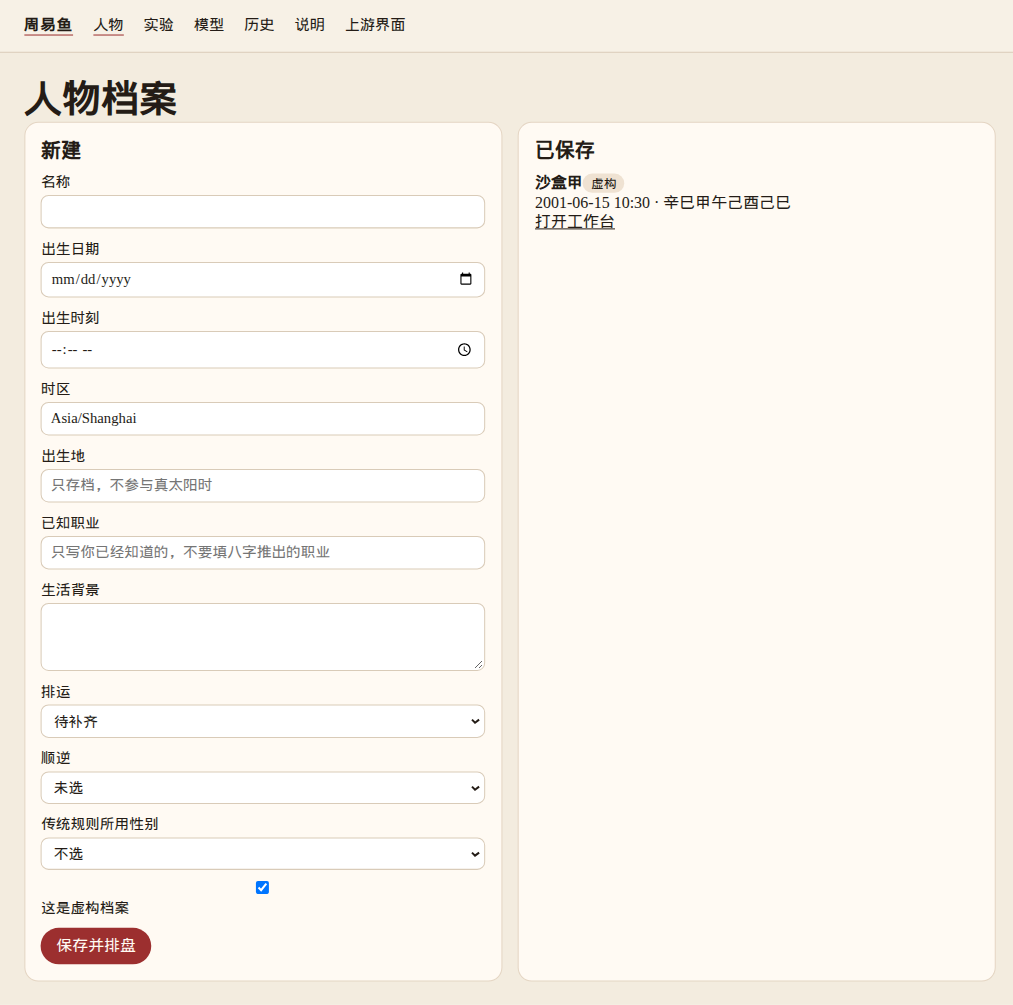 周易鱼 人物 实验 模型 历史 说明 上游界面
人物档案
新建
名称
出生日期
mm/dd/yyyy
出生时刻
--:-- --
时区
Asia/Shanghai
出生地
只存档，不参与真太阳时
已知职业
只写你已经知道的，不要填八字推出的职业
生活背景
排运
待补齐
顺逆
未选
传统规则所用性别
不选
这是虚构档案
保存并排盘
已保存
沙盒甲 虚构
2001-06-15 10:30 · 辛巳甲午己酉己巳
打开工作台